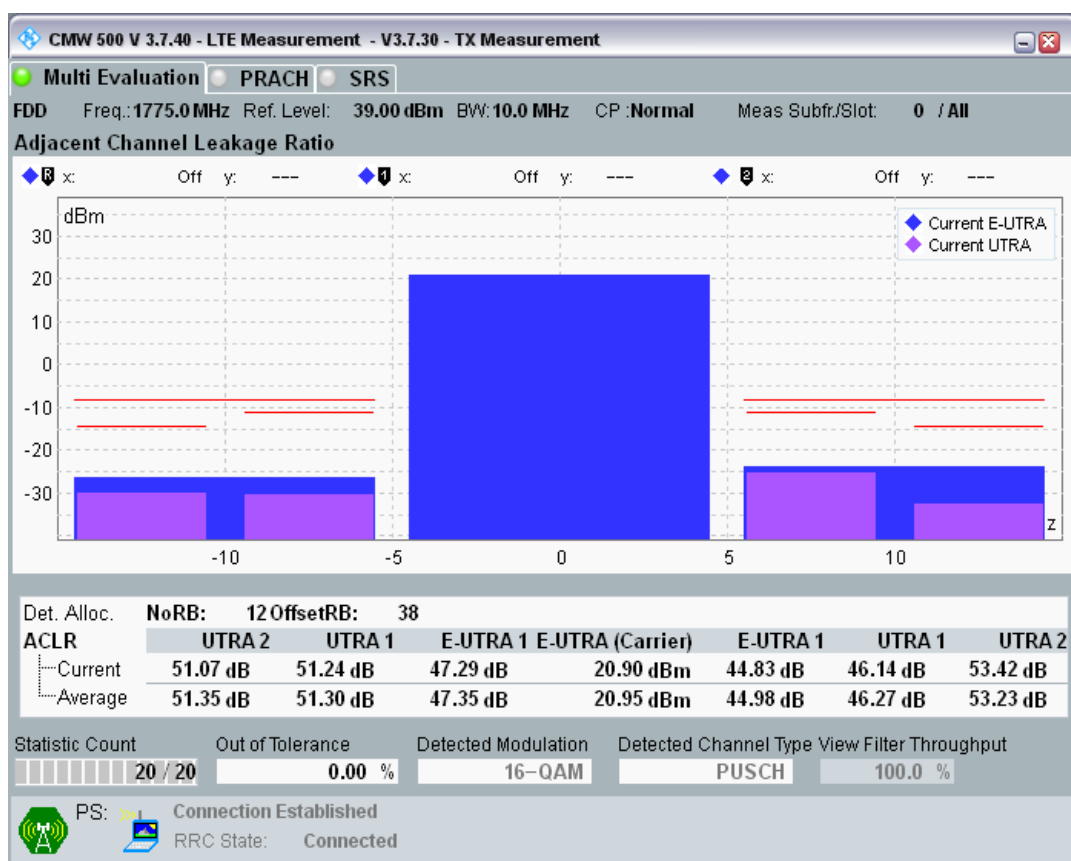 CMW 500 V 3.7.40 - LTE Measurement - V3.7.30 - TX Measurement
Multi Evaluation PRACH SRS
FDD Freq.: 1775.0 MHz Ref. Level: 39.00 dBm BW: 10.0 MHz CP : Normal Meas Subfr./Slot: 0 / All
Adjacent Channel Leakage Ratio
R x: Off y: --- 1 x: Off y: --- 2 x: Off y: ---
dBm
Current E-UTRA
Current UTRA
30
20
10
0
-10
-20
-30
z
-10 -5 0 5 10
Det. Alloc. NoRB: 12 OffsetRB: 38
ACLR UTRA 2 UTRA 1 E-UTRA 1 E-UTRA (Carrier) E-UTRA 1 UTRA 1 UTRA 2
Current 51.07 dB 51.24 dB 47.29 dB 20.90 dBm 44.83 dB 46.14 dB 53.42 dB
Average 51.35 dB 51.30 dB 47.35 dB 20.95 dBm 44.98 dB 46.27 dB 53.23 dB
Statistic Count Out of Tolerance Detected Modulation Detected Channel Type View Filter Throughput
20 / 20 0.00 % 16-QAM PUSCH 100.0 %
PS: Connection Established
RRC State: Connected